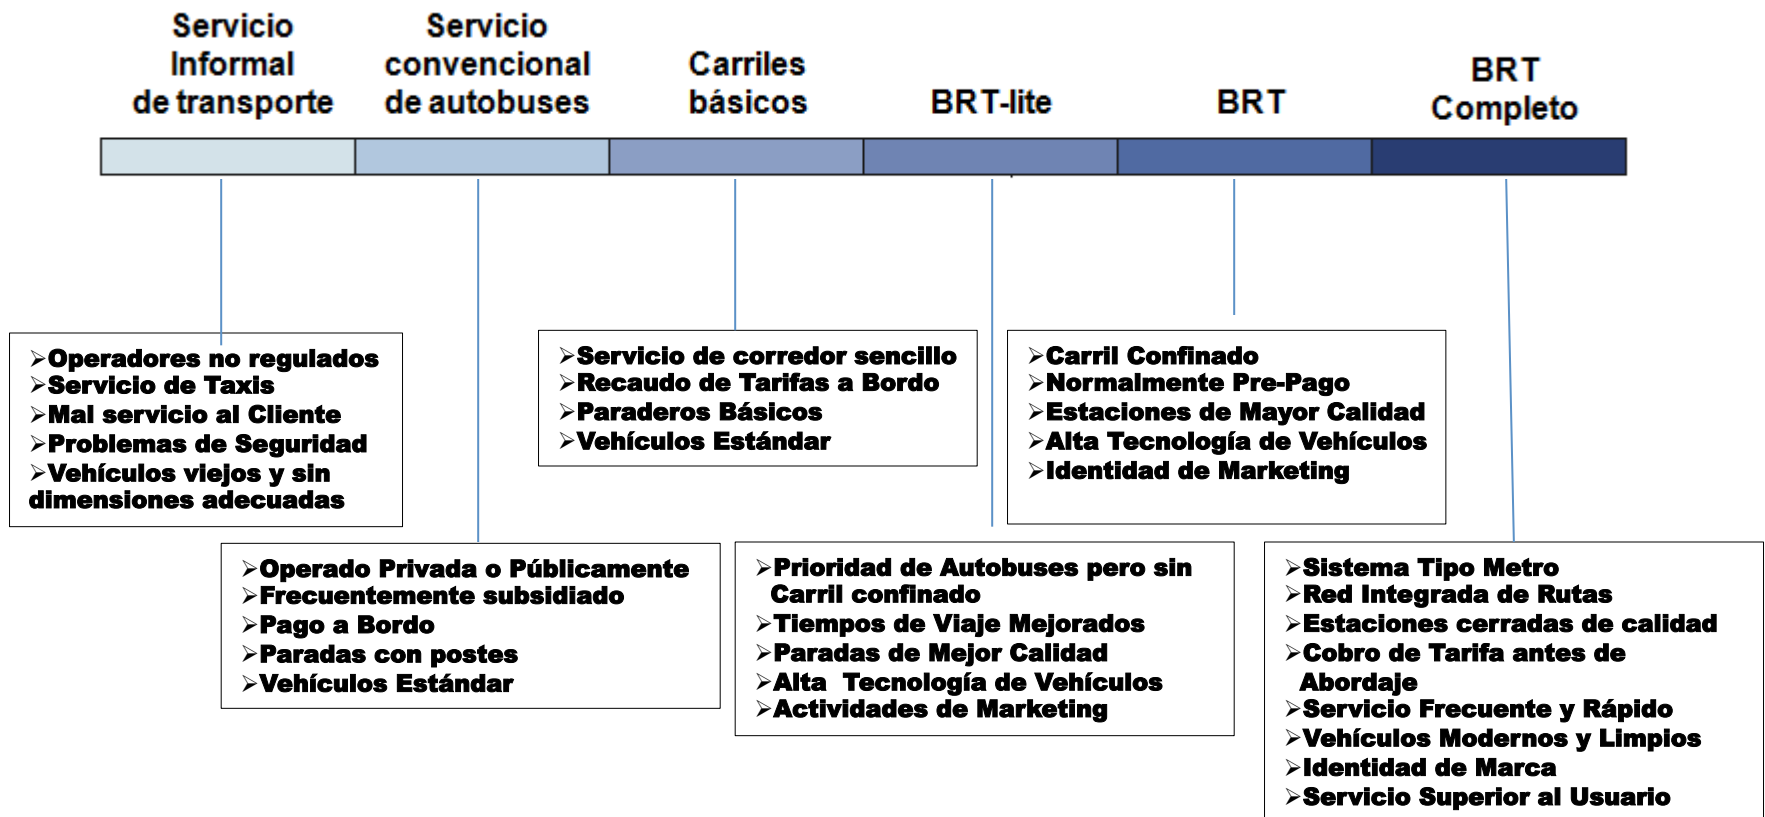 Servicio
Informal
de transporte
Servicio
convencional
de autobuses
Carriles
básicos
BRT-lite
BRT
BRT
Completo
➢Operadores no regulados
➢Servicio de Taxis
➢Mal servicio al Cliente
➢Problemas de Seguridad
➢Vehículos viejos y sin
dimensiones adecuadas
➢Operado Privada o Públicamente
➢Frecuentemente subsidiado
➢Pago a Bordo
➢Paradas con postes
➢Vehículos Estándar
➢Servicio de corredor sencillo
➢Recaudo de Tarifas a Bordo
➢Paraderos Básicos
➢Vehículos Estándar
➢Prioridad de Autobuses pero sin
Carril confinado
➢Tiempos de Viaje Mejorados
➢Paradas de Mejor Calidad
➢Alta Tecnología de Vehículos
➢Actividades de Marketing
➢Carril Confinado
➢Normalmente Pre-Pago
➢Estaciones de Mayor Calidad
➢Alta Tecnología de Vehículos
➢Identidad de Marketing
➢Sistema Tipo Metro
➢Red Integrada de Rutas
➢Estaciones cerradas de calidad
➢Cobro de Tarifa antes de
Abordaje
➢Servicio Frecuente y Rápido
➢Vehículos Modernos y Limpios
➢Identidad de Marca
➢Servicio Superior al Usuario